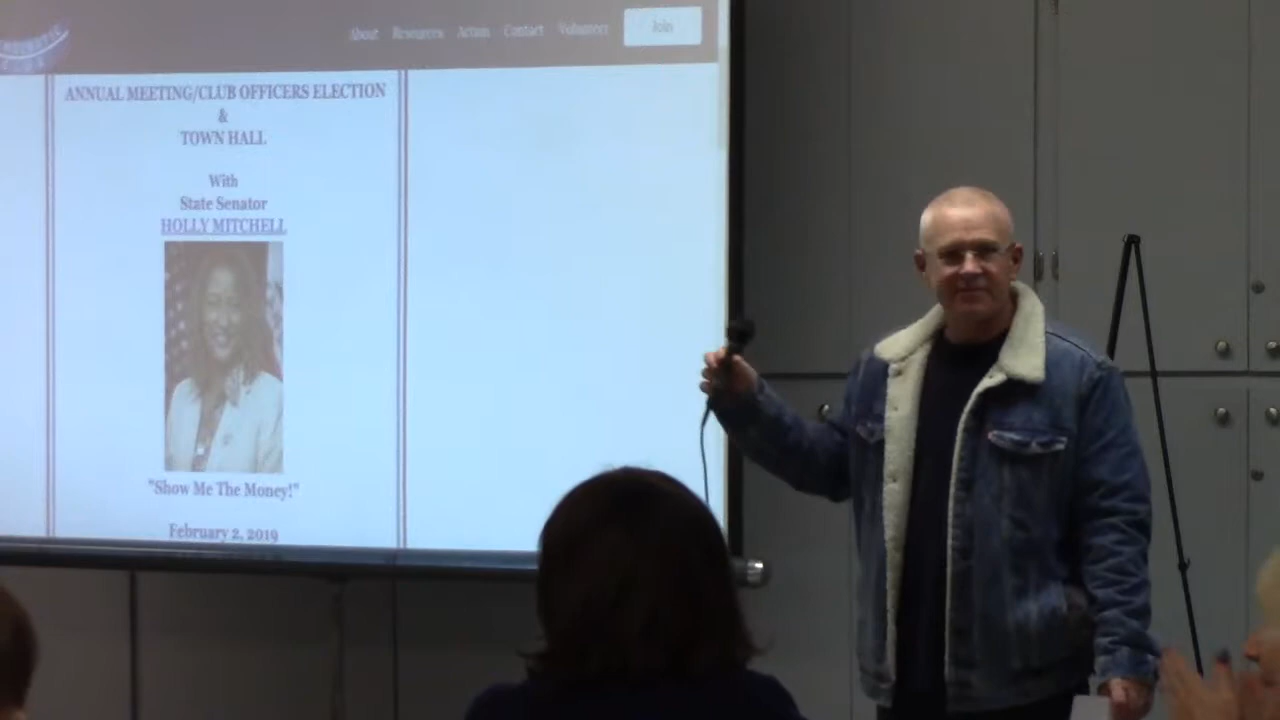 About Resources Action Contact Volunteer Join
ANNUAL MEETING/CLUB OFFICERS ELECTION
&
TOWN HALL
With
State Senator
HOLLY MITCHELL
"Show Me The Money!"
February 2, 2019